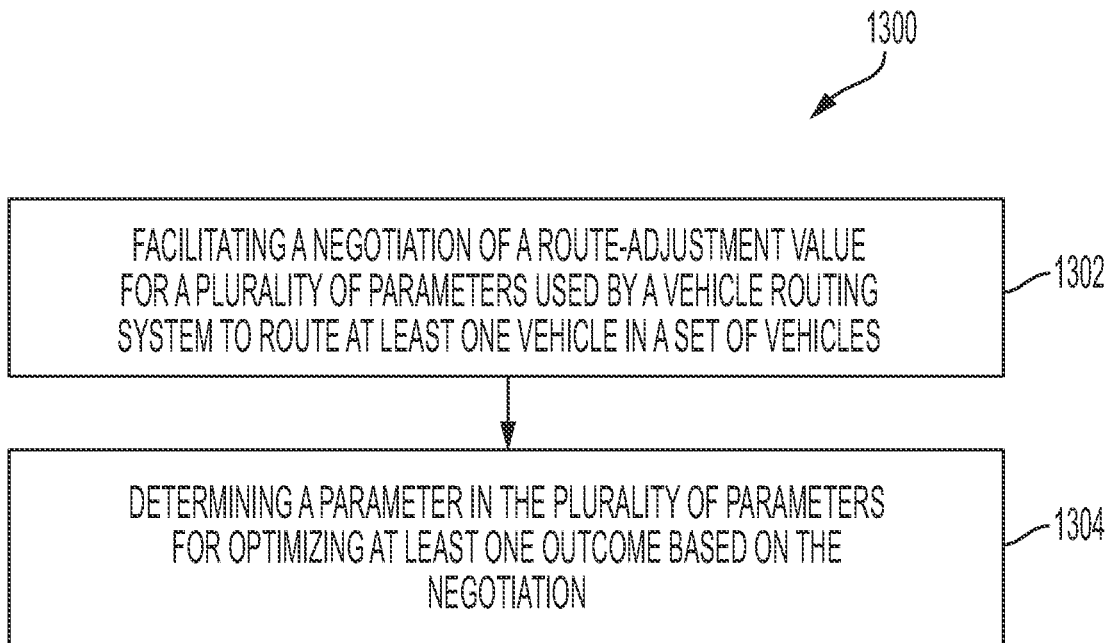 1300
FACILITATING A NEGOTIATION OF A ROUTE-ADJUSTMENT VALUE
FOR A PLURALITY OF PARAMETERS USED BY A VEHICLE ROUTING
SYSTEM TO ROUTE AT LEAST ONE VEHICLE IN A SET OF VEHICLES
1302
DETERMINING A PARAMETER IN THE PLURALITY OF PARAMETERS
FOR OPTIMIZING AT LEAST ONE OUTCOME BASED ON THE
NEGOTIATION
1304